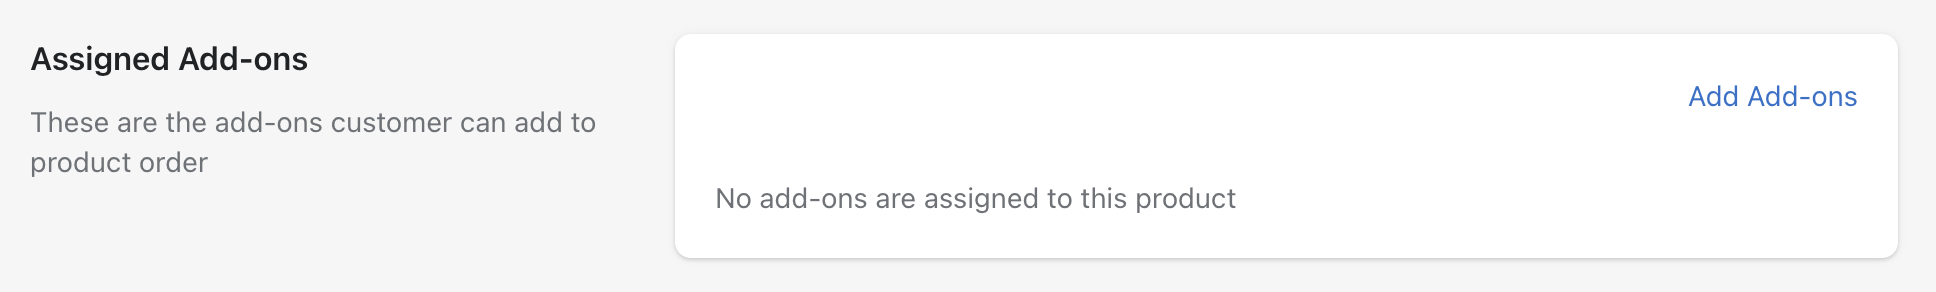 Assigned Add-ons
These are the add-ons customer can add to
product order
Add Add-ons
No add-ons are assigned to this product